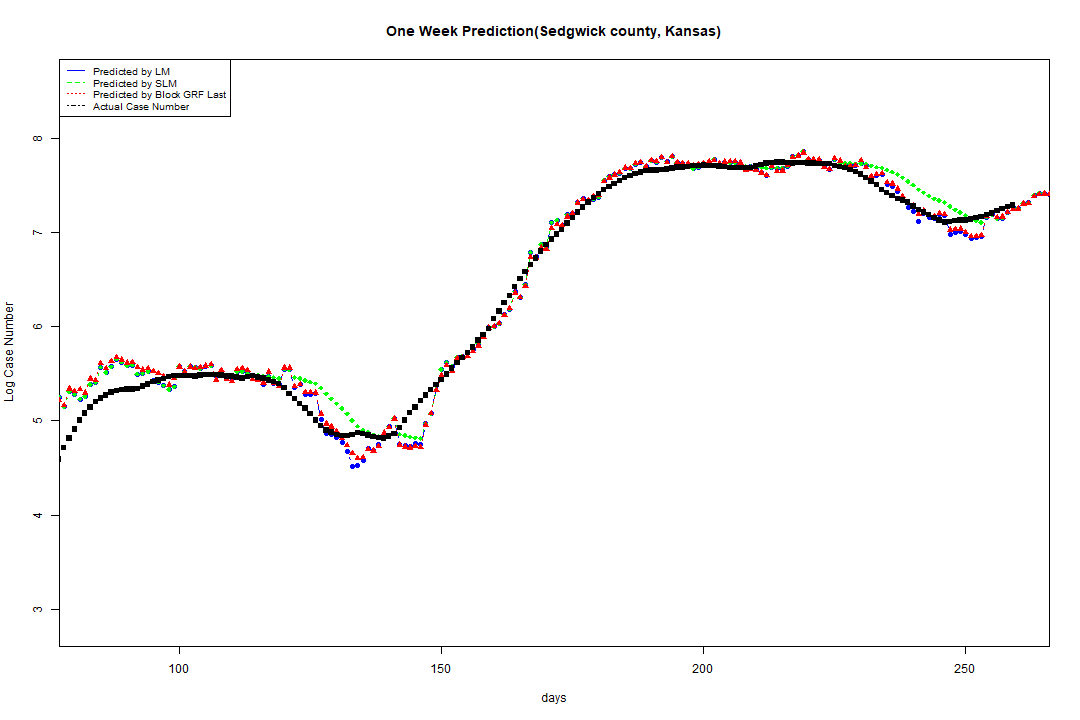 One Week Prediction(Sedgwick county, Kansas)
Predicted by LM
Predicted by SLM
Predicted by Block GRF Last
Actual Case Number
Log Case Number
8
7
6
5
4
3
100 150 200 250
days